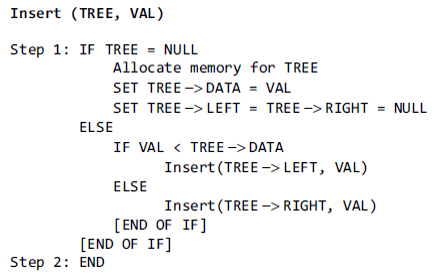 Insert (TREE, VAL)
Step 1: IF TREE = NULL
Allocate memory for TREE
SET TREE–>DATA = VAL
SET TREE–>LEFT = TREE–>RIGHT = NULL
ELSE
IF VAL < TREE–>DATA
Insert(TREE–>LEFT, VAL)
ELSE
Insert(TREE–>RIGHT, VAL)
[END OF IF]
[END OF IF]
Step 2: END